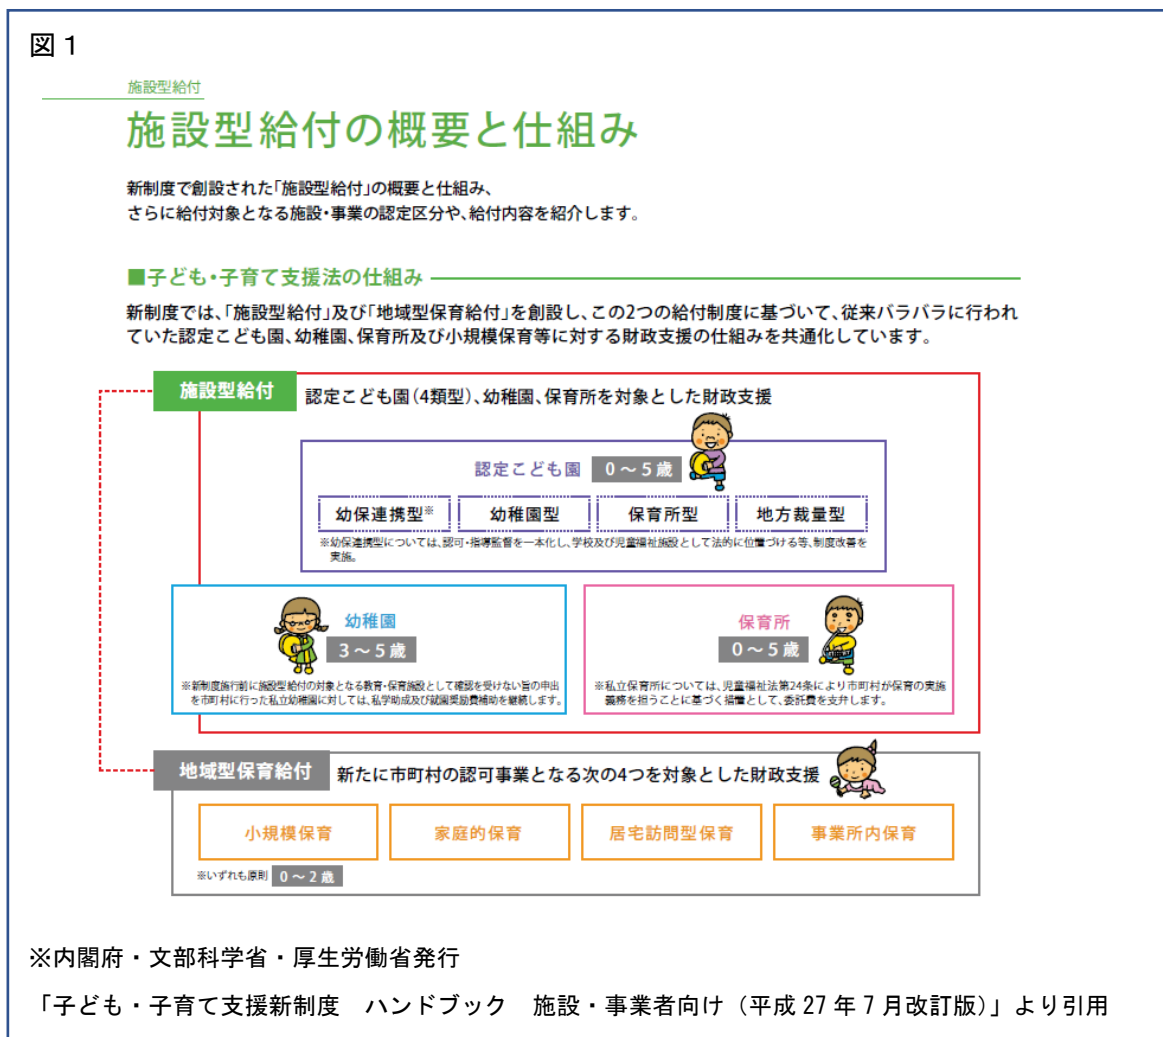 図1
施設型給付
施設型給付の概要と仕組み
新制度で創設された「施設型給付」の概要と仕組み、
さらに給付対象となる施設・事業の認定区分や、給付内容を紹介します。
■子ども・子育て支援法の仕組み
新制度では、「施設型給付」及び「地域型保育給付」を創設し、この2つの給付制度に基づいて、従来バラバラに行われ
ていた認定こども園、幼稚園、保育所及び小規模保育等に対する財政支援の仕組みを共通化しています。
施設型給付 認定こども園(4類型)、幼稚園、保育所を対象とした財政支援
認定こども園 0～5歳
幼保連携型※ 幼稚園型 保育所型 地方裁量型
※幼保連携型については、認可・指導監督を一本化し、学校及び児童福祉施設として法的に位置づける等、制度改善を
実施。
幼稚園
3～5歳
※新制度施行前に施設型給付の対象となる教育・保育施設として確認を受けない旨の申出
を市町村に行った私立幼稚園に対しては、私学助成及び就園奨励費補助を継続します。
保育所
0～5歳
※私立保育所については、児童福祉法第24条により市町村が保育の実施
義務を担うことに基づく措置として、委託費を支弁します。
地域型保育給付 新たに市町村の認可事業となる次の4つを対象とした財政支援
小規模保育 家庭的保育 居宅訪問型保育 事業所内保育
※いずれも原則 0～2歳
※内閣府・文部科学省・厚生労働省発行
「子ども・子育て支援新制度　ハンドブック　施設・事業者向け（平成27年7月改訂版）」より引用